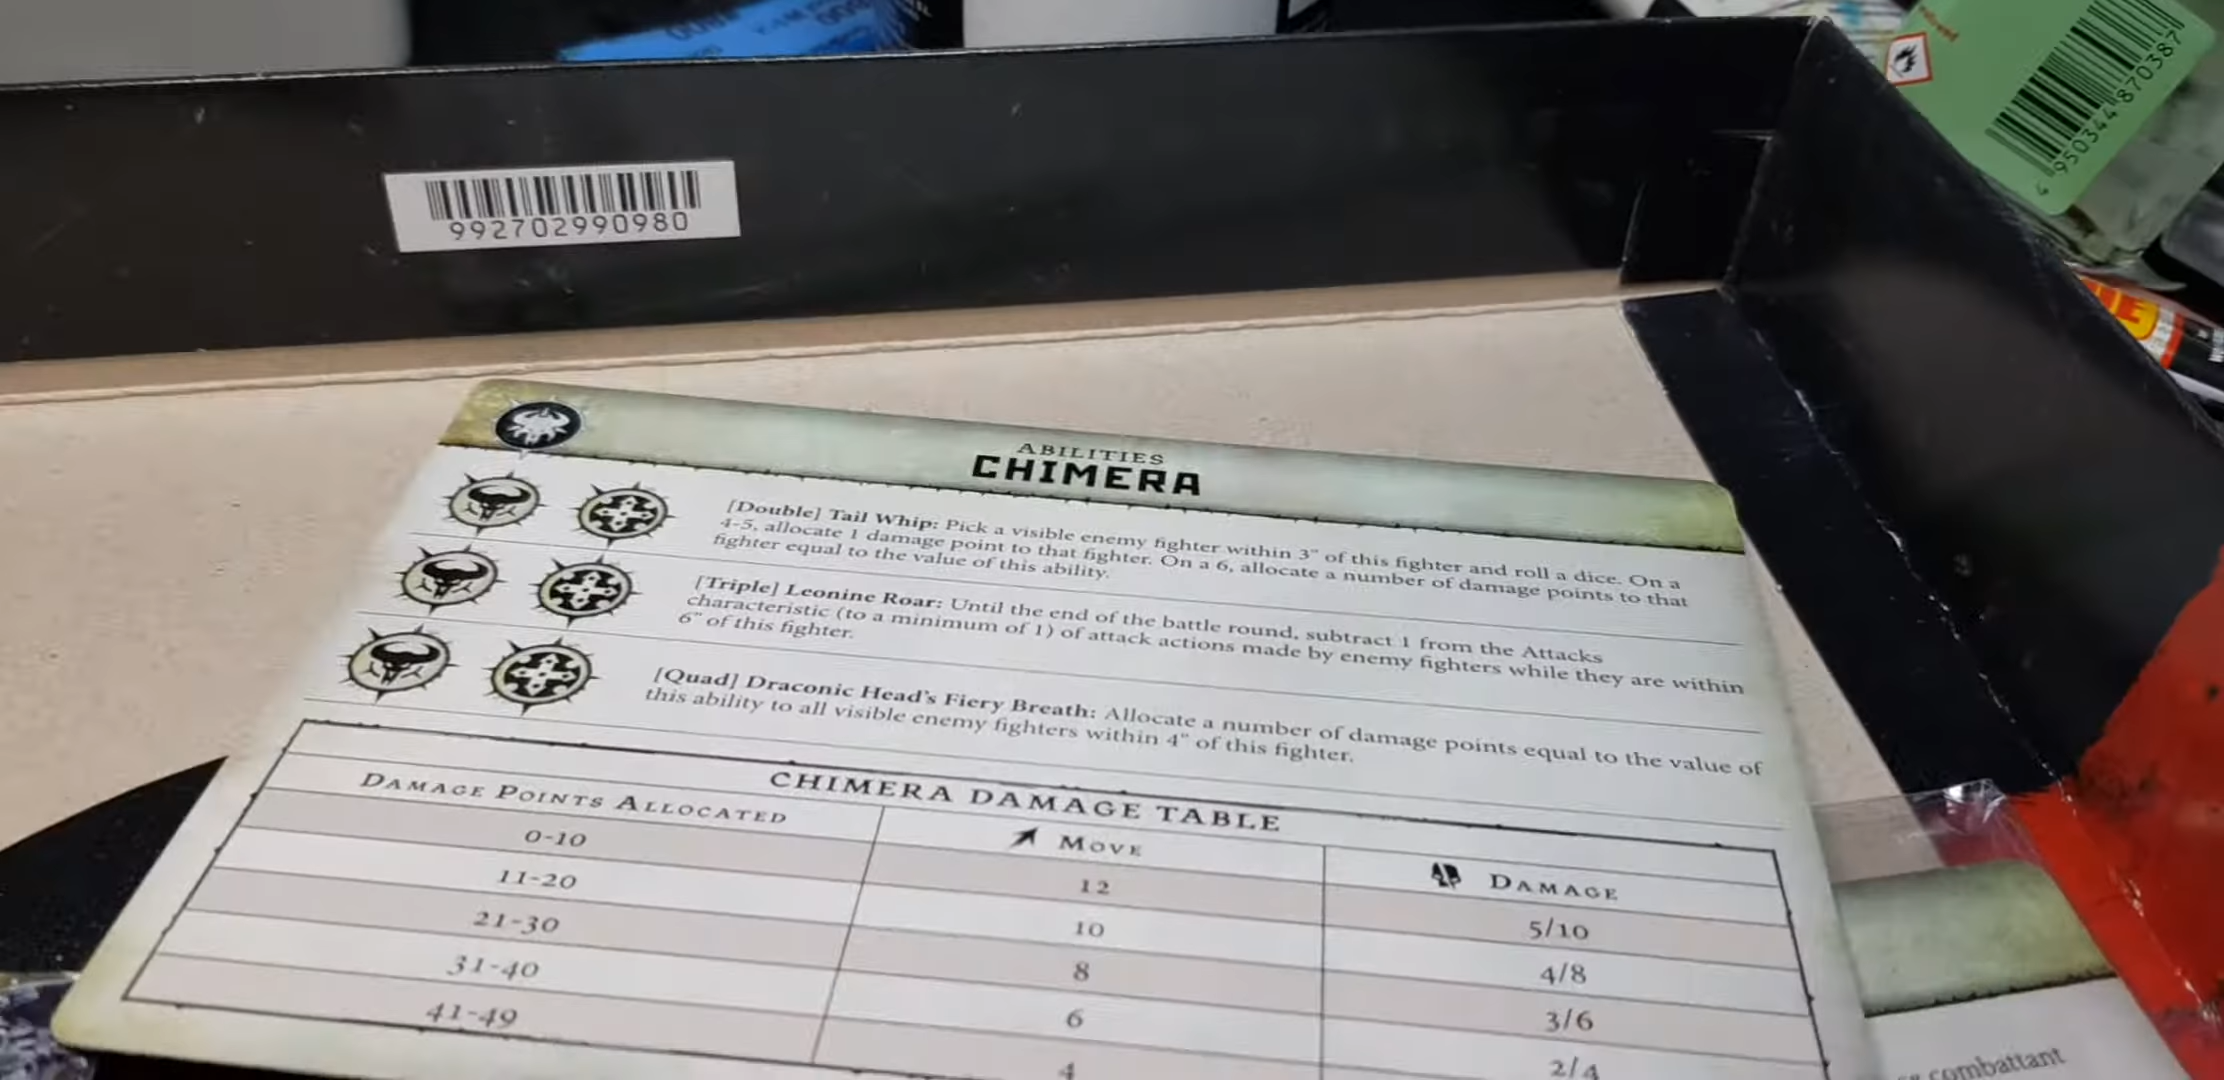 992702990980
4 950344 870387
ABILITIES
CHIMERA
[Double] Tail Whip: Pick a visible enemy fighter within 3" of this fighter and roll a dice. On a
4-5, allocate 1 damage point to that fighter. On a 6, allocate a number of damage points to that
fighter equal to the value of this ability.
[Triple] Leonine Roar: Until the end of the battle round, subtract 1 from the Attacks
characteristic (to a minimum of 1) of attack actions made by enemy fighters while they are within
6" of this fighter.
[Quad] Draconic Head's Fiery Breath: Allocate a number of damage points equal to the value of
this ability to all visible enemy fighters within 4" of this fighter.
CHIMERA DAMAGE TABLE
DAMAGE POINTS ALLOCATED MOVE DAMAGE
0-10 12 5/10
11-20 10 4/8
21-30 8 3/6
31-40 6 2/4
41-49 4
combattant